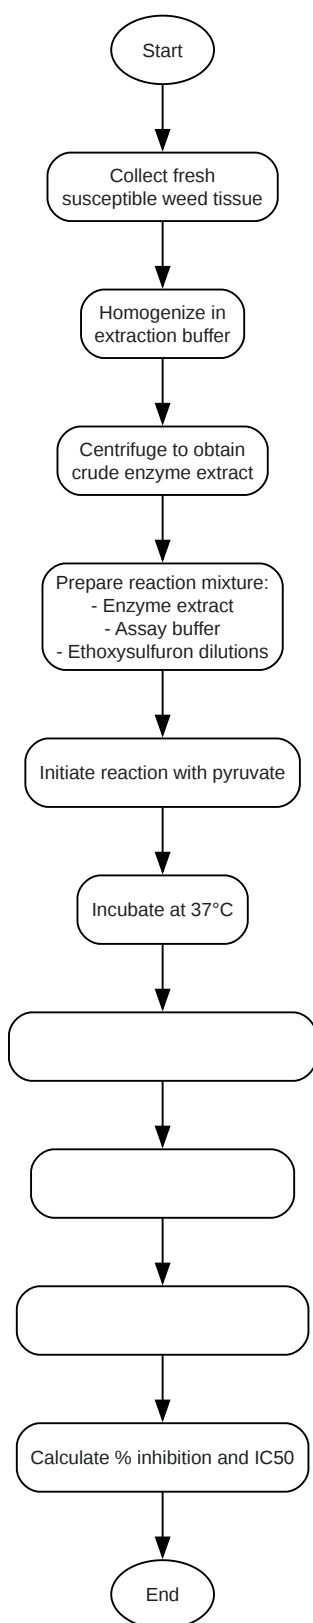 Start
Collect fresh
susceptible weed tissue
Homogenize in
extraction buffer
Centrifuge to obtain
crude enzyme extract
Prepare reaction mixture:
- Enzyme extract
- Assay buffer
- Ethoxysulfuron dilutions
Initiate reaction with pyruvate
Incubate at 37°C
Calculate % inhibition and IC50
End